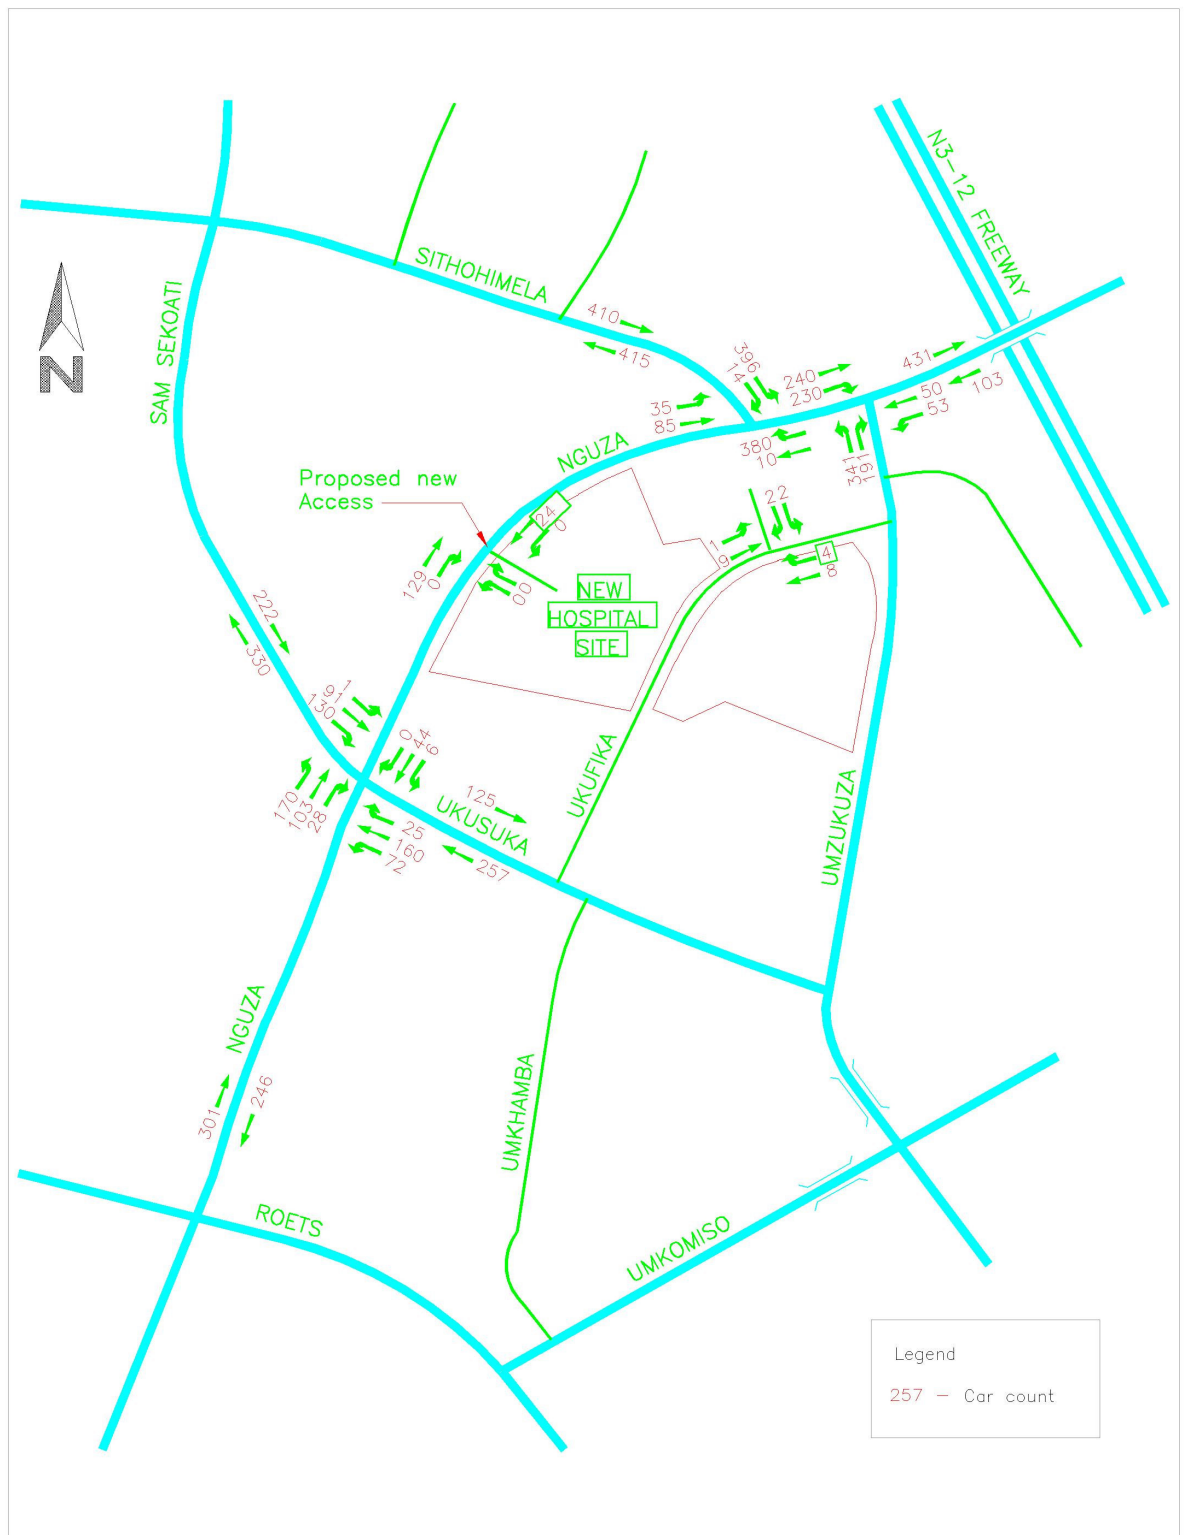 N3-12 FREEWAY
SITHOHIMELA
SAM SEKOATI
410
415
396
14
240
230
431
103
50
53
35
85
380
10
341
191
NGUZA
Proposed new
Access
24
0
22
1
9
4
8
129
0
00
NEW
HOSPITAL
SITE
222
330
1
91
130
0
44
6
170
103
28
25
160
72
125
257
UKUSUKA
UKUFIKA
UMZUKUZA
NGUZA
301
246
UMKHAMBA
ROETS
UMKOMISO
Legend
257 - Car count
N